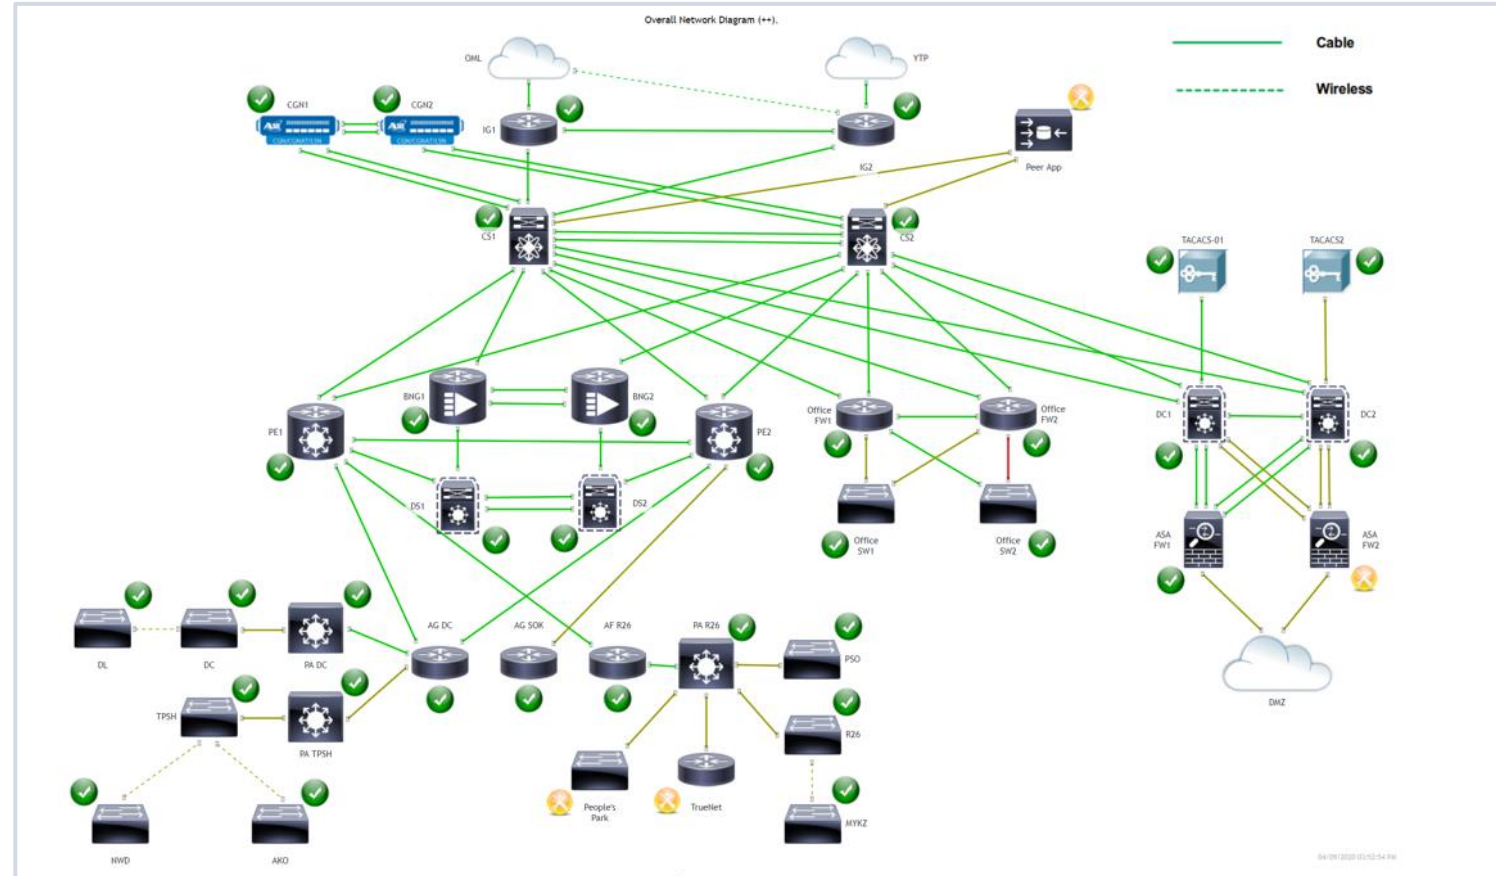 Overall Network Diagram (++).
Cable
Wireless
OML
YTP
CGN1
CGN2
IG1
IG2
Peer App
CS1
CS2
TACACS-01
TACACS2
BNG1
BNG2
PE1
PE2
Office
FW1
Office
FW2
DC1
DC2
DS1
DS2
Office
SW1
Office
SW2
ASA
FW1
ASA
FW2
DL
DC
PA DC
AG DC
AG SOK
AF R26
PA R26
PSO
DMZ
TPSH
PA TPSH
R26
People's
Park
TrueNet
MYKZ
NWD
AKO